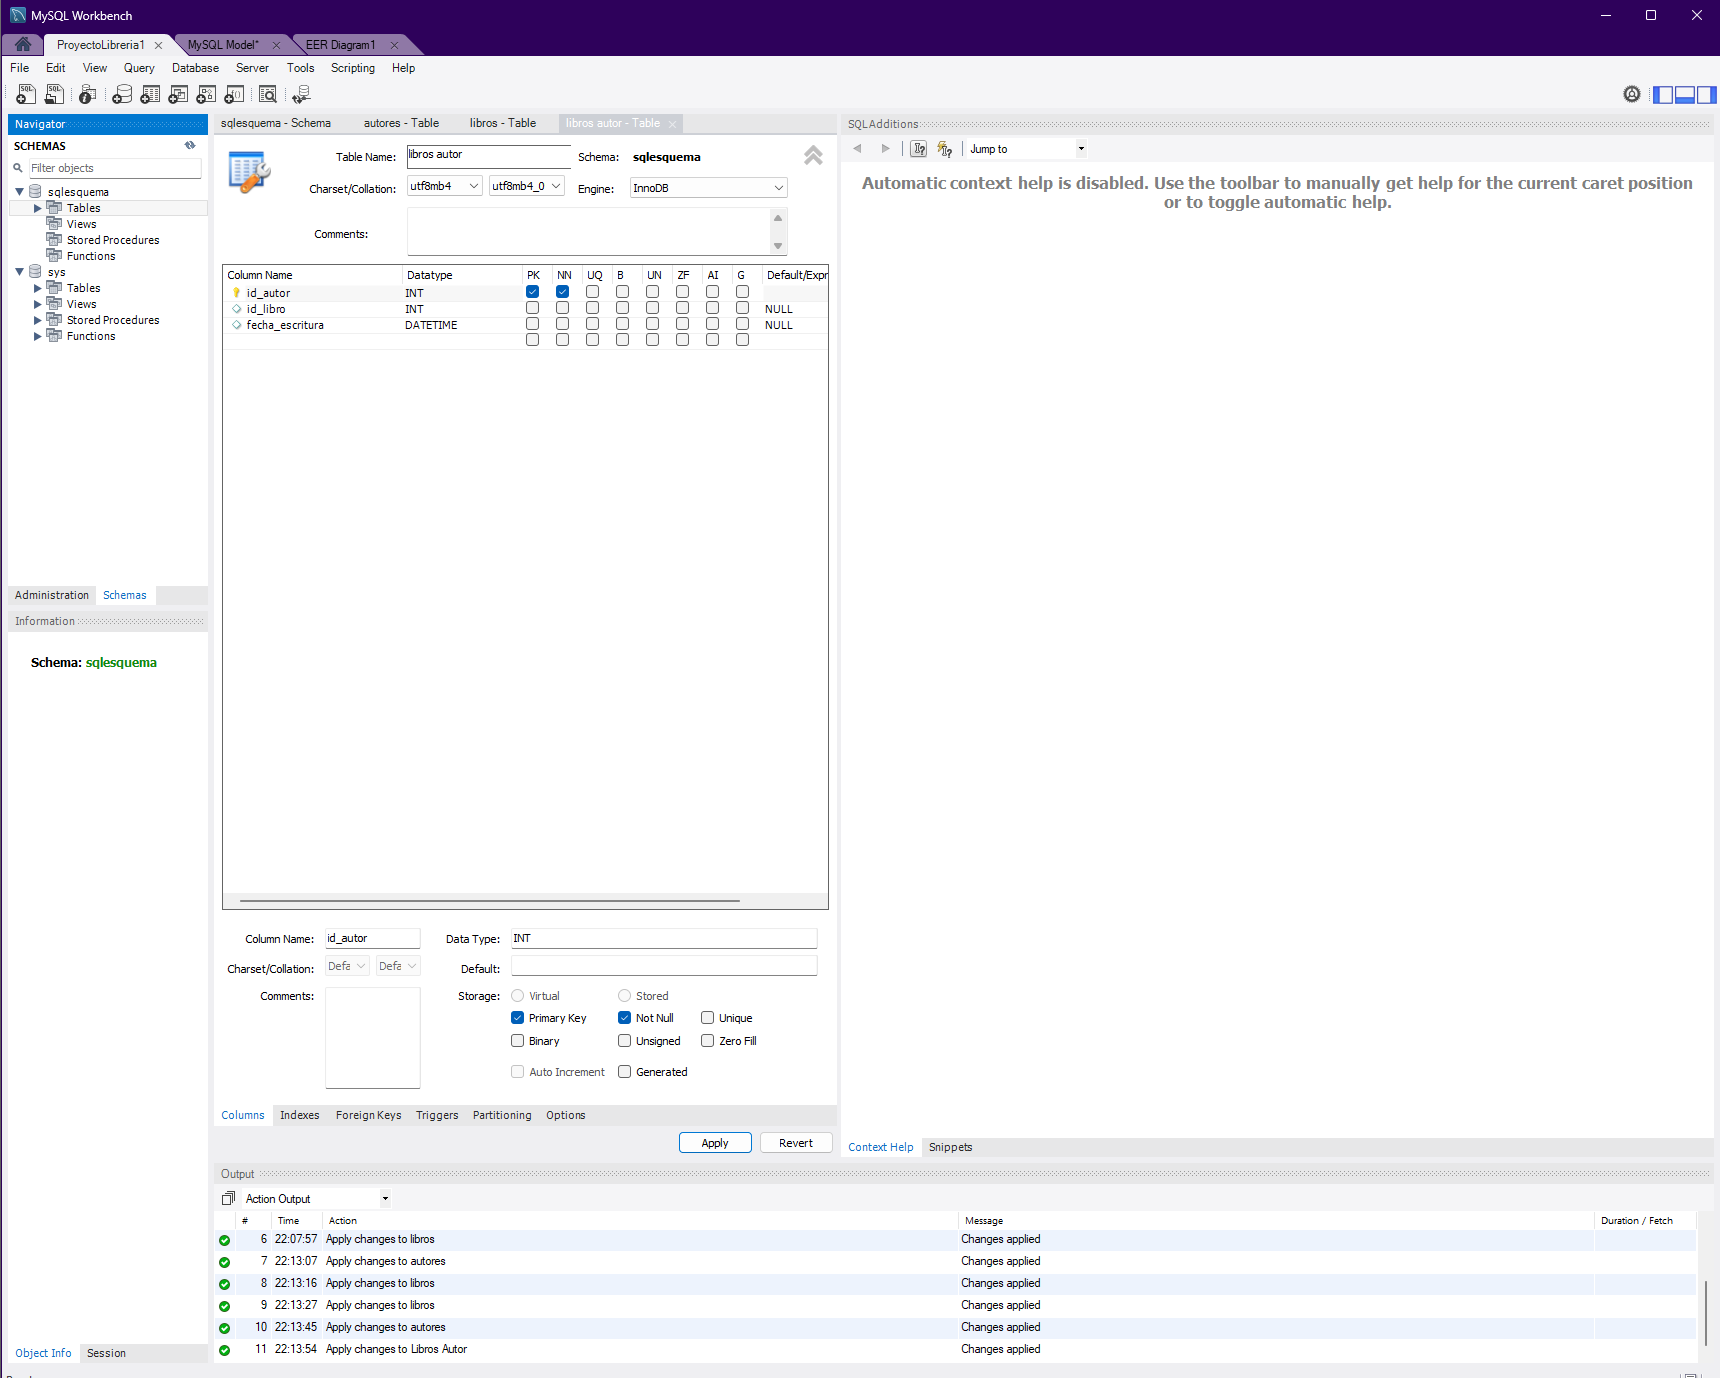 MySQL Workbench
ProyectoLibreria1
MySQL Model*
EER Diagram1
File Edit View Query Database Server Tools Scripting Help
Navigator
SCHEMAS
Filter objects
sqlesquema
Tables
Views
Stored Procedures
Functions
sys
Tables
Views
Stored Procedures
Functions
Administration Schemas
Information
Schema: sqlesquema
Object Info Session
sqlesquema - Schema
autores - Table
libros - Table
libros autor - Table
Table Name: libros autor
Schema: sqlesquema
Charset/Collation: utf8mb4 utf8mb4_0
Engine: InnoDB
Comments:
Column Name Datatype PK NN UQ B UN ZF AI G Default/Expr
id_autor INT
id_libro INT NULL
fecha_escritura DATETIME NULL
Column Name: id_autor
Data Type: INT
Charset/Collation: Defa Defa
Default:
Comments:
Storage: Virtual Stored
Primary Key Not Null Unique
Binary Unsigned Zero Fill
Auto Increment Generated
Columns Indexes Foreign Keys Triggers Partitioning Options
Apply Revert
SQLAdditions
Jump to
Automatic context help is disabled. Use the toolbar to manually get help for the current caret position
or to toggle automatic help.
Context Help Snippets
Output
Action Output
# Time Action Message Duration / Fetch
6 22:07:57 Apply changes to libros Changes applied
7 22:13:07 Apply changes to autores Changes applied
8 22:13:16 Apply changes to libros Changes applied
9 22:13:27 Apply changes to libros Changes applied
10 22:13:45 Apply changes to autores Changes applied
11 22:13:54 Apply changes to Libros Autor Changes applied